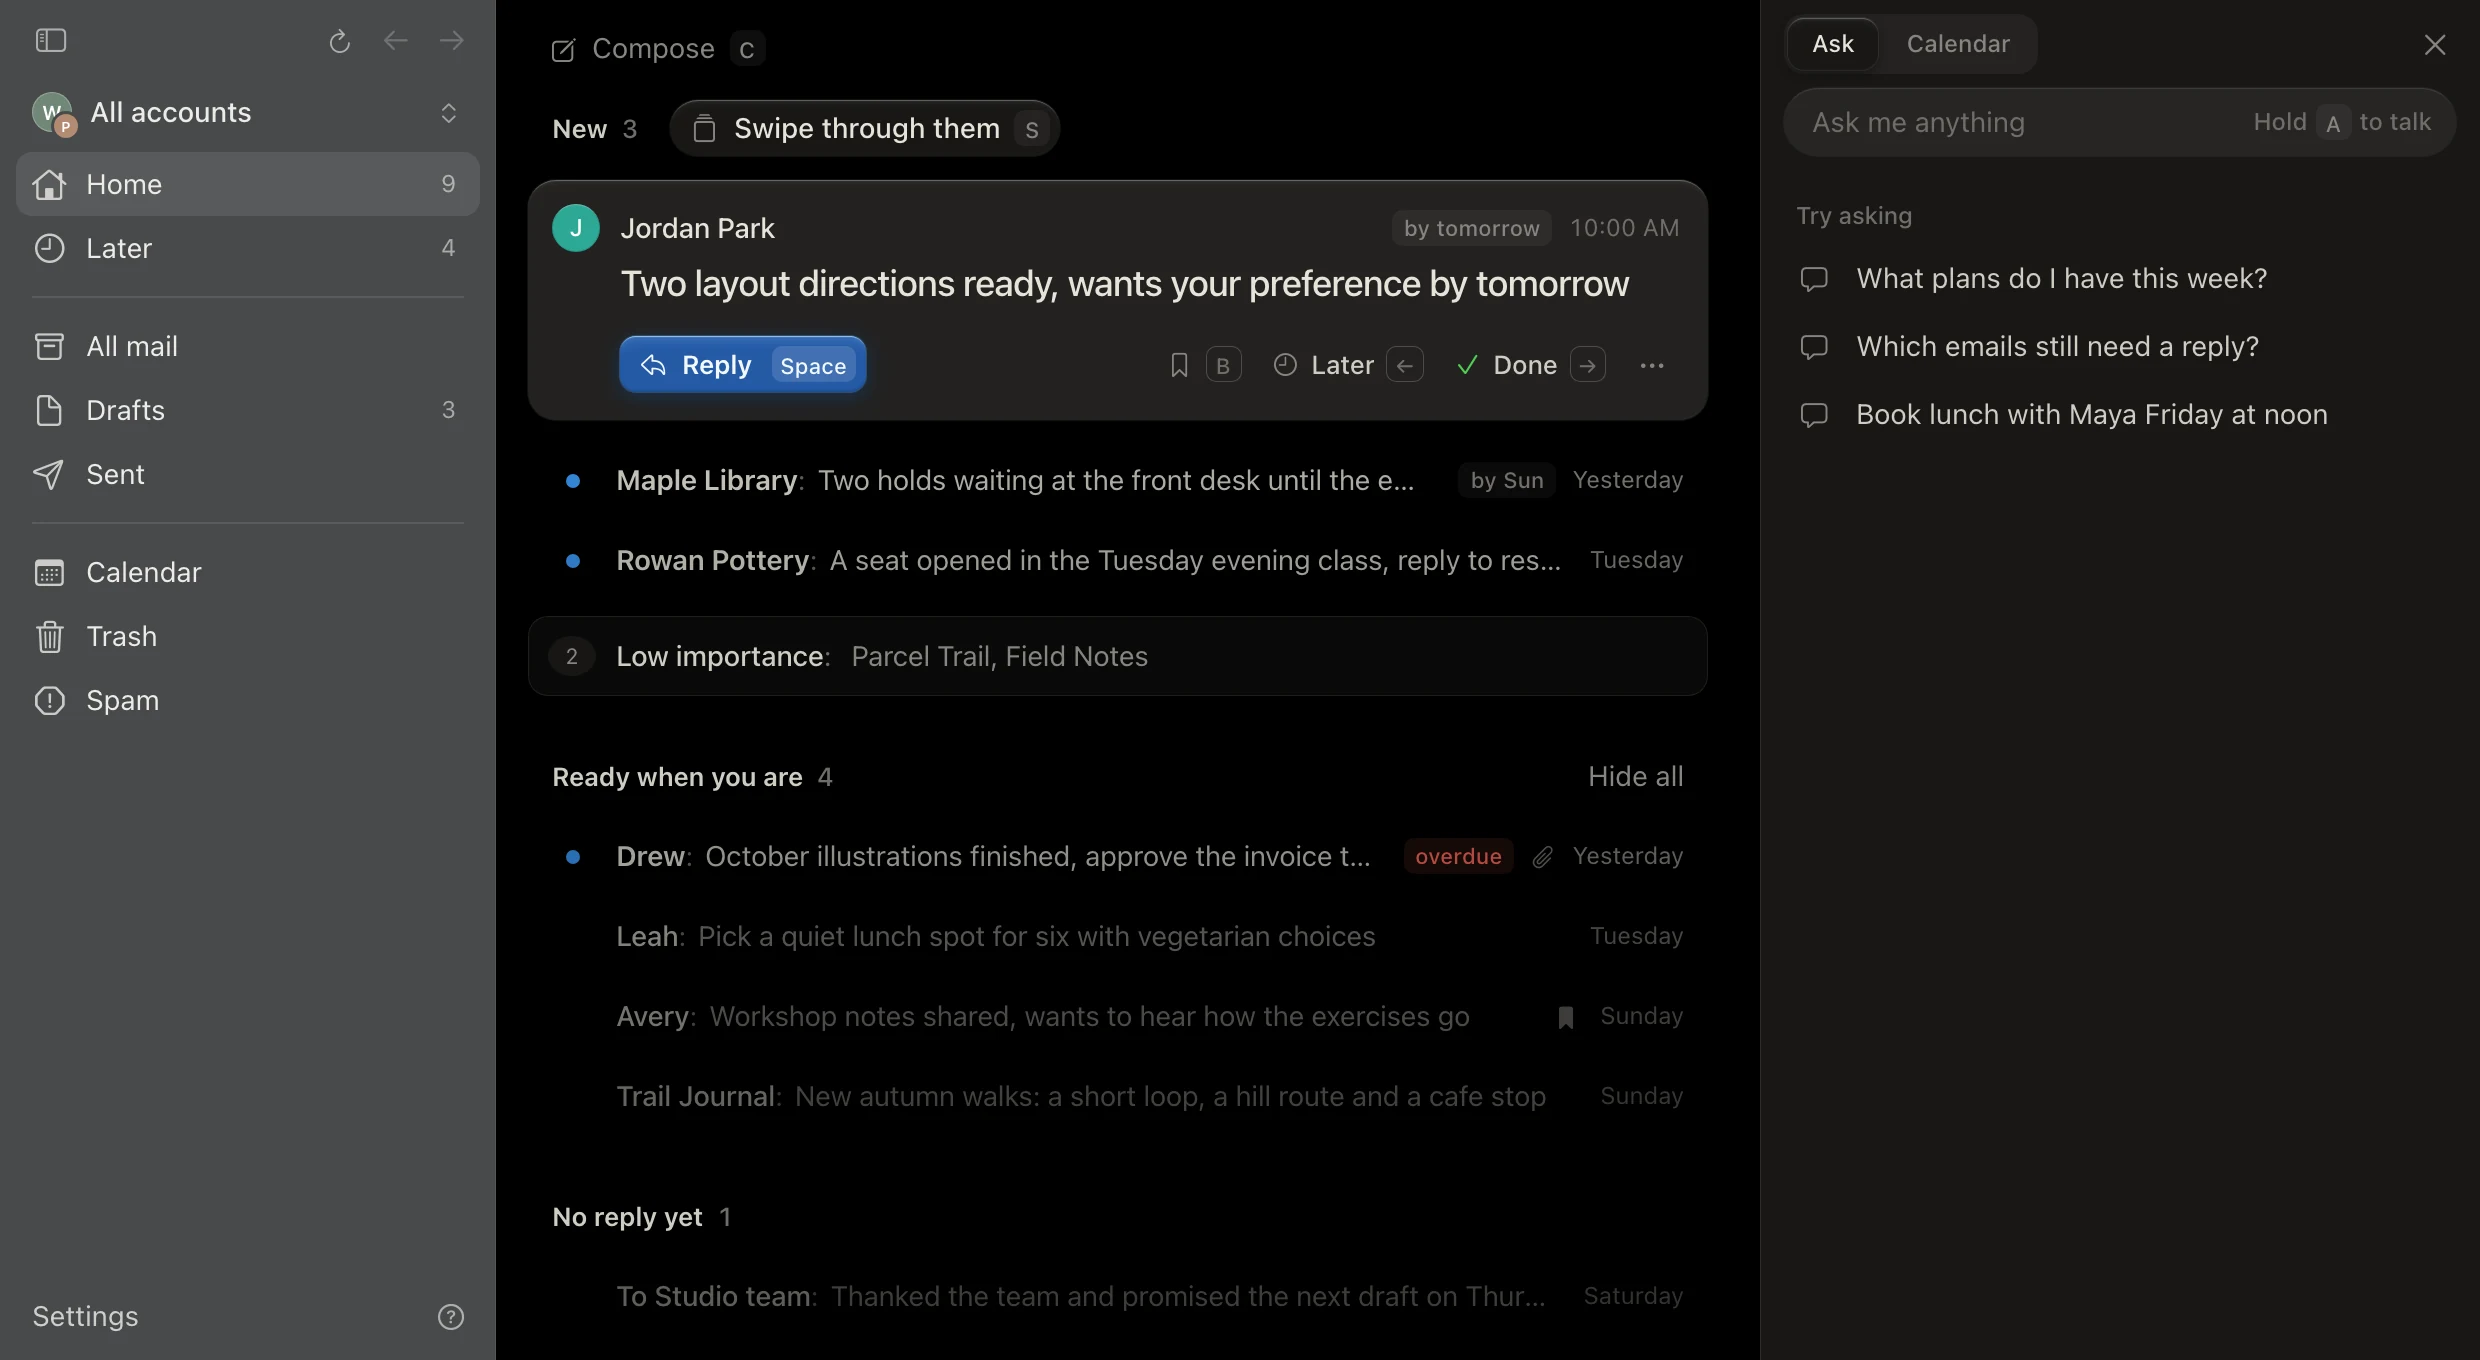 W
P
All accounts
Home 9
Later 4
All mail
Drafts 3
Sent
Calendar
Trash
Spam
Settings
?
Compose C
New 3 Swipe through them S
J Jordan Park by tomorrow 10:00 AM
Two layout directions ready, wants your preference by tomorrow
Reply Space B Later ← Done → ...
Maple Library: Two holds waiting at the front desk until the e... by Sun Yesterday
Rowan Pottery: A seat opened in the Tuesday evening class, reply to res... Tuesday
2 Low importance: Parcel Trail, Field Notes
Ready when you are 4 Hide all
Drew: October illustrations finished, approve the invoice t... overdue Yesterday
Leah: Pick a quiet lunch spot for six with vegetarian choices Tuesday
Avery: Workshop notes shared, wants to hear how the exercises go Sunday
Trail Journal: New autumn walks: a short loop, a hill route and a cafe stop Sunday
No reply yet 1
To Studio team: Thanked the team and promised the next draft on Thur... Saturday
Ask Calendar
Ask me anything Hold A to talk
Try asking
What plans do I have this week?
Which emails still need a reply?
Book lunch with Maya Friday at noon